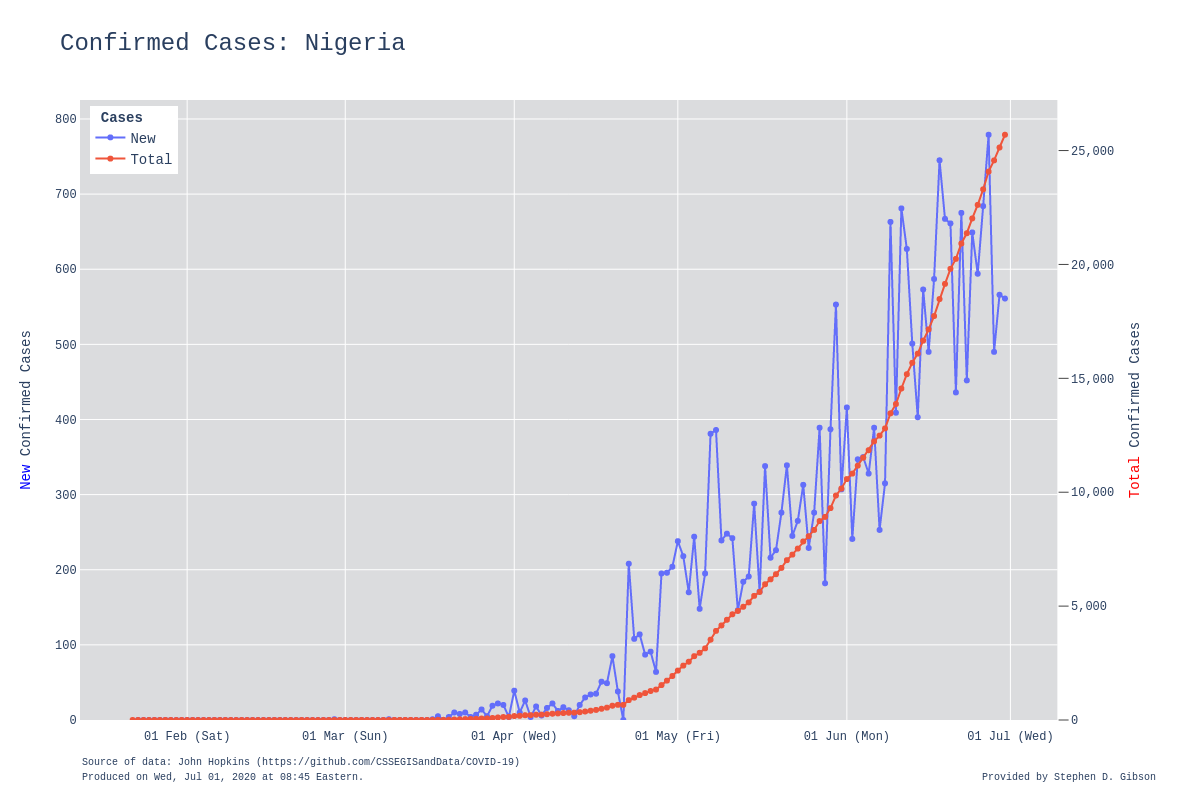 Confirmed Cases: Nigeria
Cases
New
Total
800
700
600
500
400
300
200
100
0
25,000
20,000
15,000
10,000
5,000
0
New Confirmed Cases
Total Confirmed Cases
01 Feb (Sat)
01 Mar (Sun)
01 Apr (Wed)
01 May (Fri)
01 Jun (Mon)
01 Jul (Wed)
Source of data: John Hopkins (https://github.com/CSSEGISandData/COVID-19)
Produced on Wed, Jul 01, 2020 at 08:45 Eastern.
Provided by Stephen D. Gibson